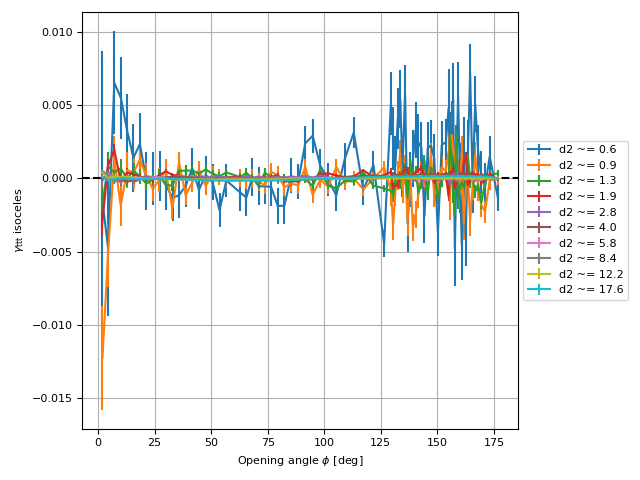 0.010
0.005
0.000
−0.005
−0.010
−0.015
γttt isoceles
0
25
50
75
100
125
150
175
Opening angle ϕ [deg]
d2 ~= 0.6
d2 ~= 0.9
d2 ~= 1.3
d2 ~= 1.9
d2 ~= 2.8
d2 ~= 4.0
d2 ~= 5.8
d2 ~= 8.4
d2 ~= 12.2
d2 ~= 17.6